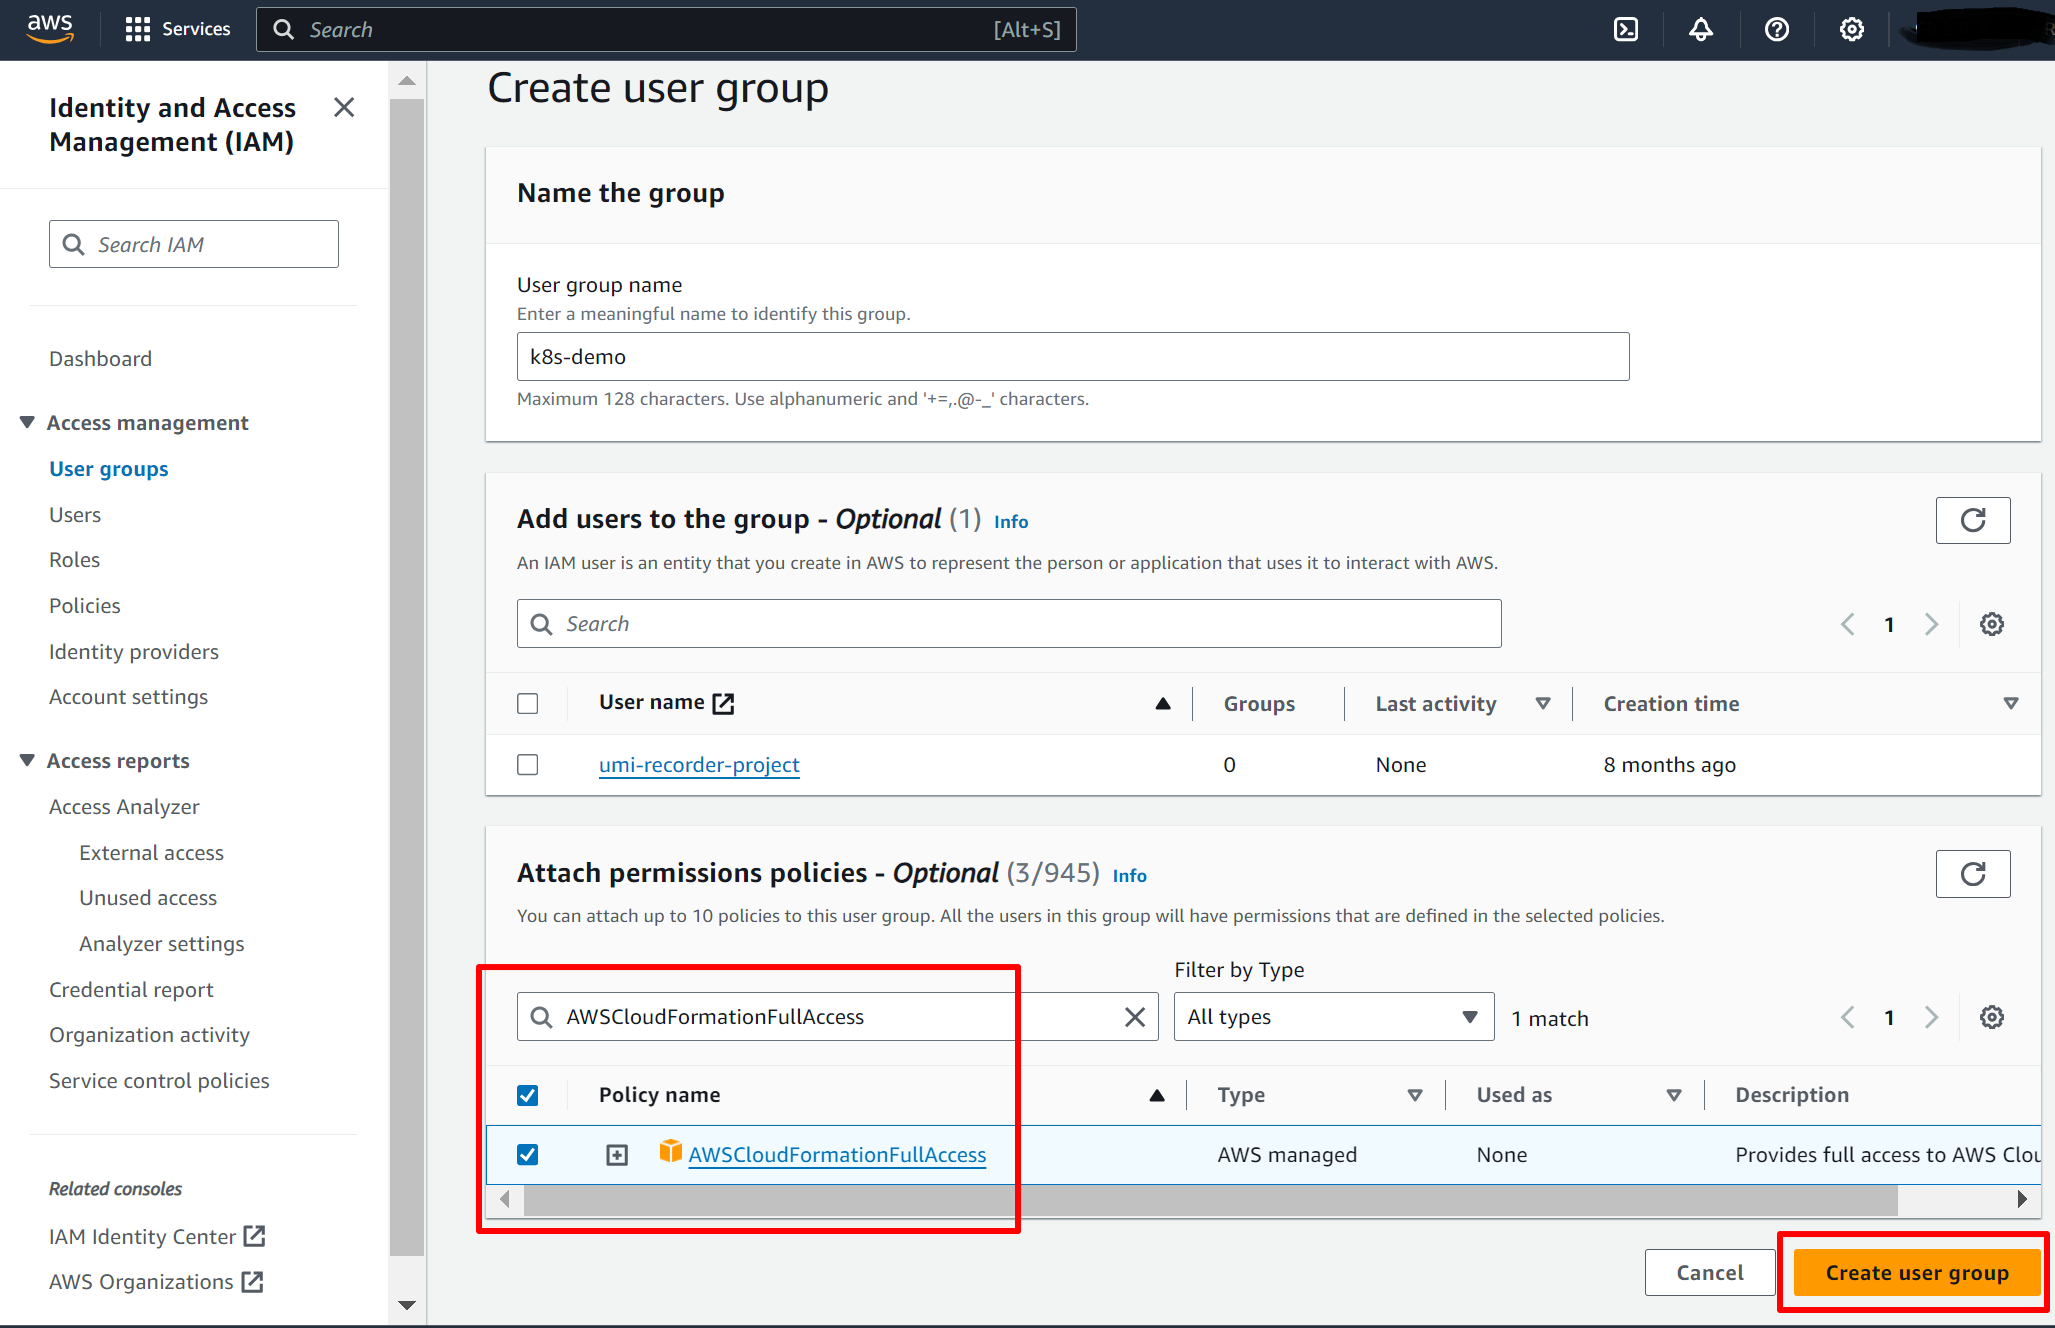 aws
Services
Search
[Alt+S]
Identity and Access
Management (IAM)
Search IAM
Dashboard
Access management
User groups
Users
Roles
Policies
Identity providers
Account settings
Access reports
Access Analyzer
External access
Unused access
Analyzer settings
Credential report
Organization activity
Service control policies
Related consoles
IAM Identity Center
AWS Organizations
Create user group
Name the group
User group name
Enter a meaningful name to identify this group.
k8s-demo
Maximum 128 characters. Use alphanumeric and '+=,.@-_' characters.
Add users to the group - Optional (1) Info
An IAM user is an entity that you create in AWS to represent the person or application that uses it to interact with AWS.
Search
1
User name Groups Last activity Creation time
umi-recorder-project 0 None 8 months ago
Attach permissions policies - Optional (3/945) Info
You can attach up to 10 policies to this user group. All the users in this group will have permissions that are defined in the selected policies.
Filter by Type
AWSCloudFormationFullAccess All types 1 match 1
Policy name Type Used as Description
AWSCloudFormationFullAccess AWS managed None Provides full access to AWS Clou
Cancel Create user group